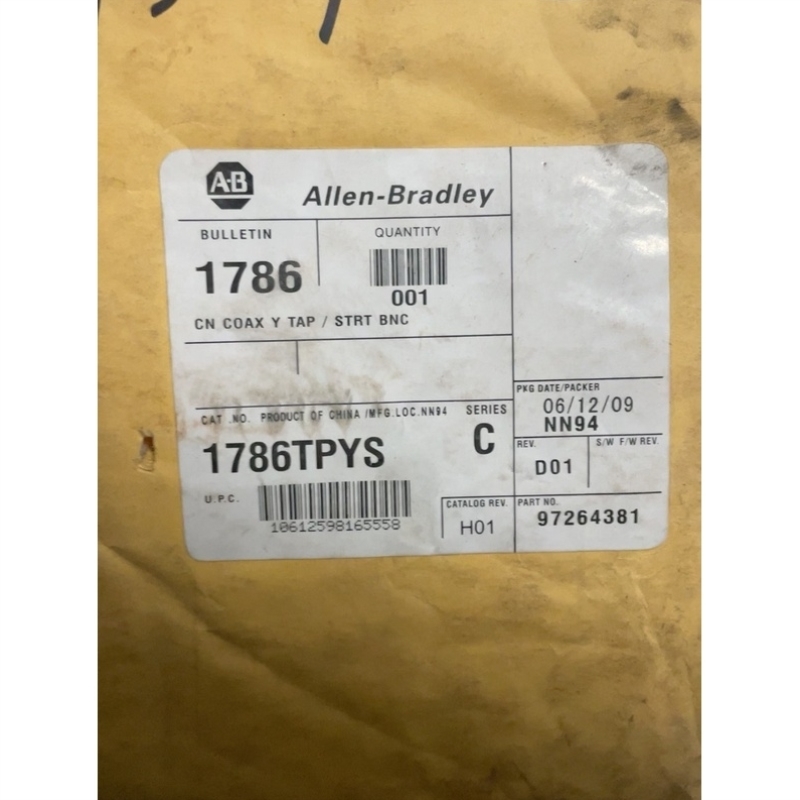 A-B
Allen-Bradley
BULLETIN
QUANTITY
1786
001
CN COAX Y TAP / STRT BNC
PKG DATE/PACKER
06/12/09
NN94
CAT .NO. PRODUCT OF CHINA /MFG.LOC.NN94
SERIES
1786TPYS
C
REV.
S/W F/W REV.
D01
U.P.C.
10612598165558
CATALOG REV.
H01
PART NO.
97264381